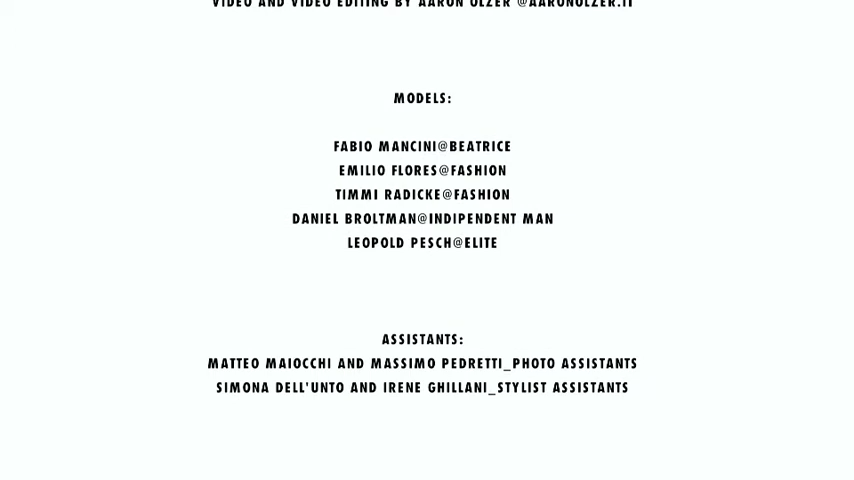 VIDEO AND VIDEO EDITING BY AARON OLZER @AARONOLZER.IT
MODELS:
FABIO MANCINI@BEATRICE
EMILIO FLORES@FASHION
TIMMI RADICKE@FASHION
DANIEL BROLTMAN@INDIPENDENT MAN
LEOPOLD PESCH@ELITE
ASSISTANTS:
MATTEO MAIOCCHI AND MASSIMO PEDRETTI_PHOTO ASSISTANTS
SIMONA DELL'UNTO AND IRENE GHILLANI_STYLIST ASSISTANTS